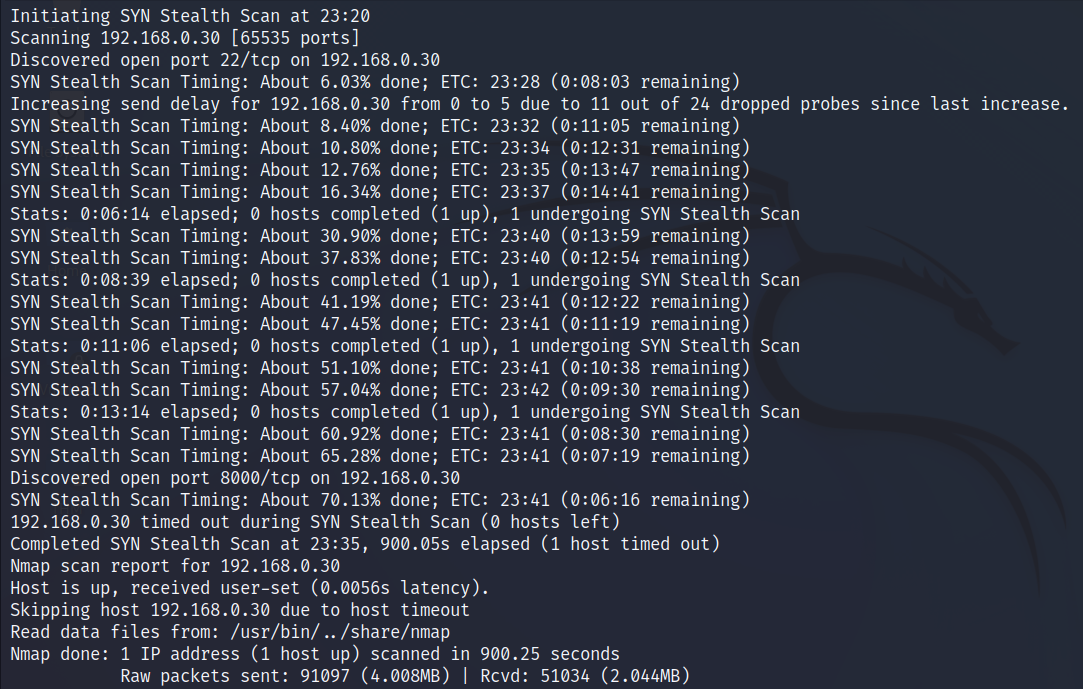 Initiating SYN Stealth Scan at 23:20
Scanning 192.168.0.30 [65535 ports]
Discovered open port 22/tcp on 192.168.0.30
SYN Stealth Scan Timing: About 6.03% done; ETC: 23:28 (0:08:03 remaining)
Increasing send delay for 192.168.0.30 from 0 to 5 due to 11 out of 24 dropped probes since last increase.
SYN Stealth Scan Timing: About 8.40% done; ETC: 23:32 (0:11:05 remaining)
SYN Stealth Scan Timing: About 10.80% done; ETC: 23:34 (0:12:31 remaining)
SYN Stealth Scan Timing: About 12.76% done; ETC: 23:35 (0:13:47 remaining)
SYN Stealth Scan Timing: About 16.34% done; ETC: 23:37 (0:14:41 remaining)
Stats: 0:06:14 elapsed; 0 hosts completed (1 up), 1 undergoing SYN Stealth Scan
SYN Stealth Scan Timing: About 30.90% done; ETC: 23:40 (0:13:59 remaining)
SYN Stealth Scan Timing: About 37.83% done; ETC: 23:40 (0:12:54 remaining)
Stats: 0:08:39 elapsed; 0 hosts completed (1 up), 1 undergoing SYN Stealth Scan
SYN Stealth Scan Timing: About 41.19% done; ETC: 23:41 (0:12:22 remaining)
SYN Stealth Scan Timing: About 47.45% done; ETC: 23:41 (0:11:19 remaining)
Stats: 0:11:06 elapsed; 0 hosts completed (1 up), 1 undergoing SYN Stealth Scan
SYN Stealth Scan Timing: About 51.10% done; ETC: 23:41 (0:10:38 remaining)
SYN Stealth Scan Timing: About 57.04% done; ETC: 23:42 (0:09:30 remaining)
Stats: 0:13:14 elapsed; 0 hosts completed (1 up), 1 undergoing SYN Stealth Scan
SYN Stealth Scan Timing: About 60.92% done; ETC: 23:41 (0:08:30 remaining)
SYN Stealth Scan Timing: About 65.28% done; ETC: 23:41 (0:07:19 remaining)
Discovered open port 8000/tcp on 192.168.0.30
SYN Stealth Scan Timing: About 70.13% done; ETC: 23:41 (0:06:16 remaining)
192.168.0.30 timed out during SYN Stealth Scan (0 hosts left)
Completed SYN Stealth Scan at 23:35, 900.05s elapsed (1 host timed out)
Nmap scan report for 192.168.0.30
Host is up, received user-set (0.0056s latency).
Skipping host 192.168.0.30 due to host timeout
Read data files from: /usr/bin/../share/nmap
Nmap done: 1 IP address (1 host up) scanned in 900.25 seconds
Raw packets sent: 91097 (4.008MB) | Rcvd: 51034 (2.044MB)